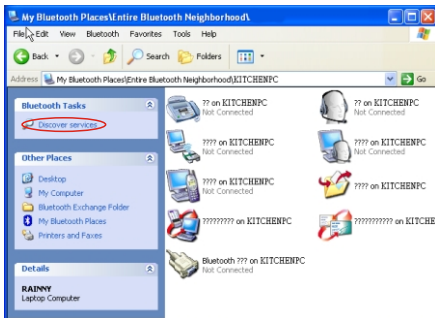 My Bluetooth Places\Entire Bluetooth Neighborhood\
File Edit View Bluetooth Favorites Tools Help
Back Search Folders
Address My Bluetooth Places\Entire Bluetooth Neighborhood\KITCHENPC Go
Bluetooth Tasks
Discover services
Other Places
Desktop
My Computer
Bluetooth Exchange Folder
My Bluetooth Places
Printers and Faxes
Details
RAINNY
Laptop Computer
?? on KITCHENPC
Not Connected
?? on KITCHENPC
Not Connected
???? on KITCHENPC
Not Connected
???? on KITCHENPC
Not Connected
???? on KITCHENPC
Not Connected
???? on KITCHENPC
????????? on KITCHENPC
??????????? on KITCHE
Bluetooth ??? on KITCHENPC
Not Connected